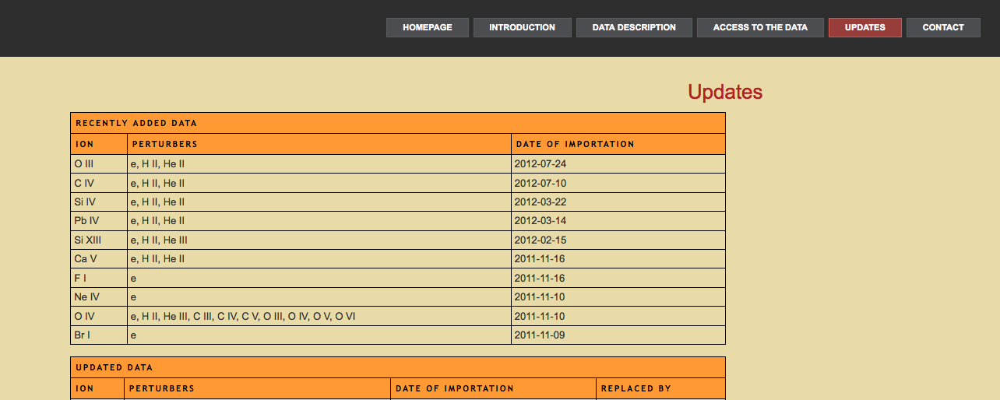 HOMEPAGE INTRODUCTION DATA DESCRIPTION ACCESS TO THE DATA UPDATES CONTACT
Updates
RECENTLY ADDED DATA
ION PERTURBERS DATE OF IMPORTATION
O III e, H II, He II 2012-07-24
C IV e, H II, He II 2012-07-10
Si IV e, H II, He II 2012-03-22
Pb IV e, H II, He II 2012-03-14
Si XIII e, H II, He III 2012-02-15
Ca V e, H II, He II 2011-11-16
F I e 2011-11-16
Ne IV e 2011-11-10
O IV e, H II, He III, C III, C IV, C V, O III, O IV, O V, O VI 2011-11-10
Br I e 2011-11-09
UPDATED DATA
ION PERTURBERS DATE OF IMPORTATION REPLACED BY